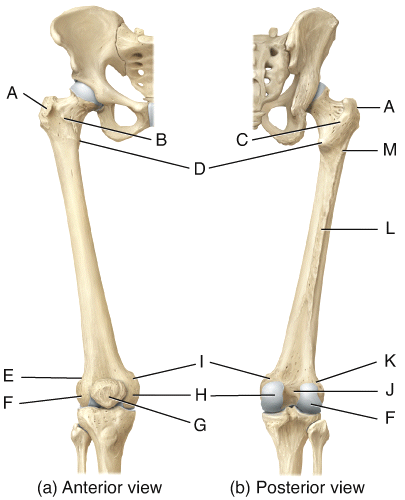 A
A
B
C
D
M
L
E
I
K
F
H
J
G
F
(a) Anterior view
(b) Posterior view